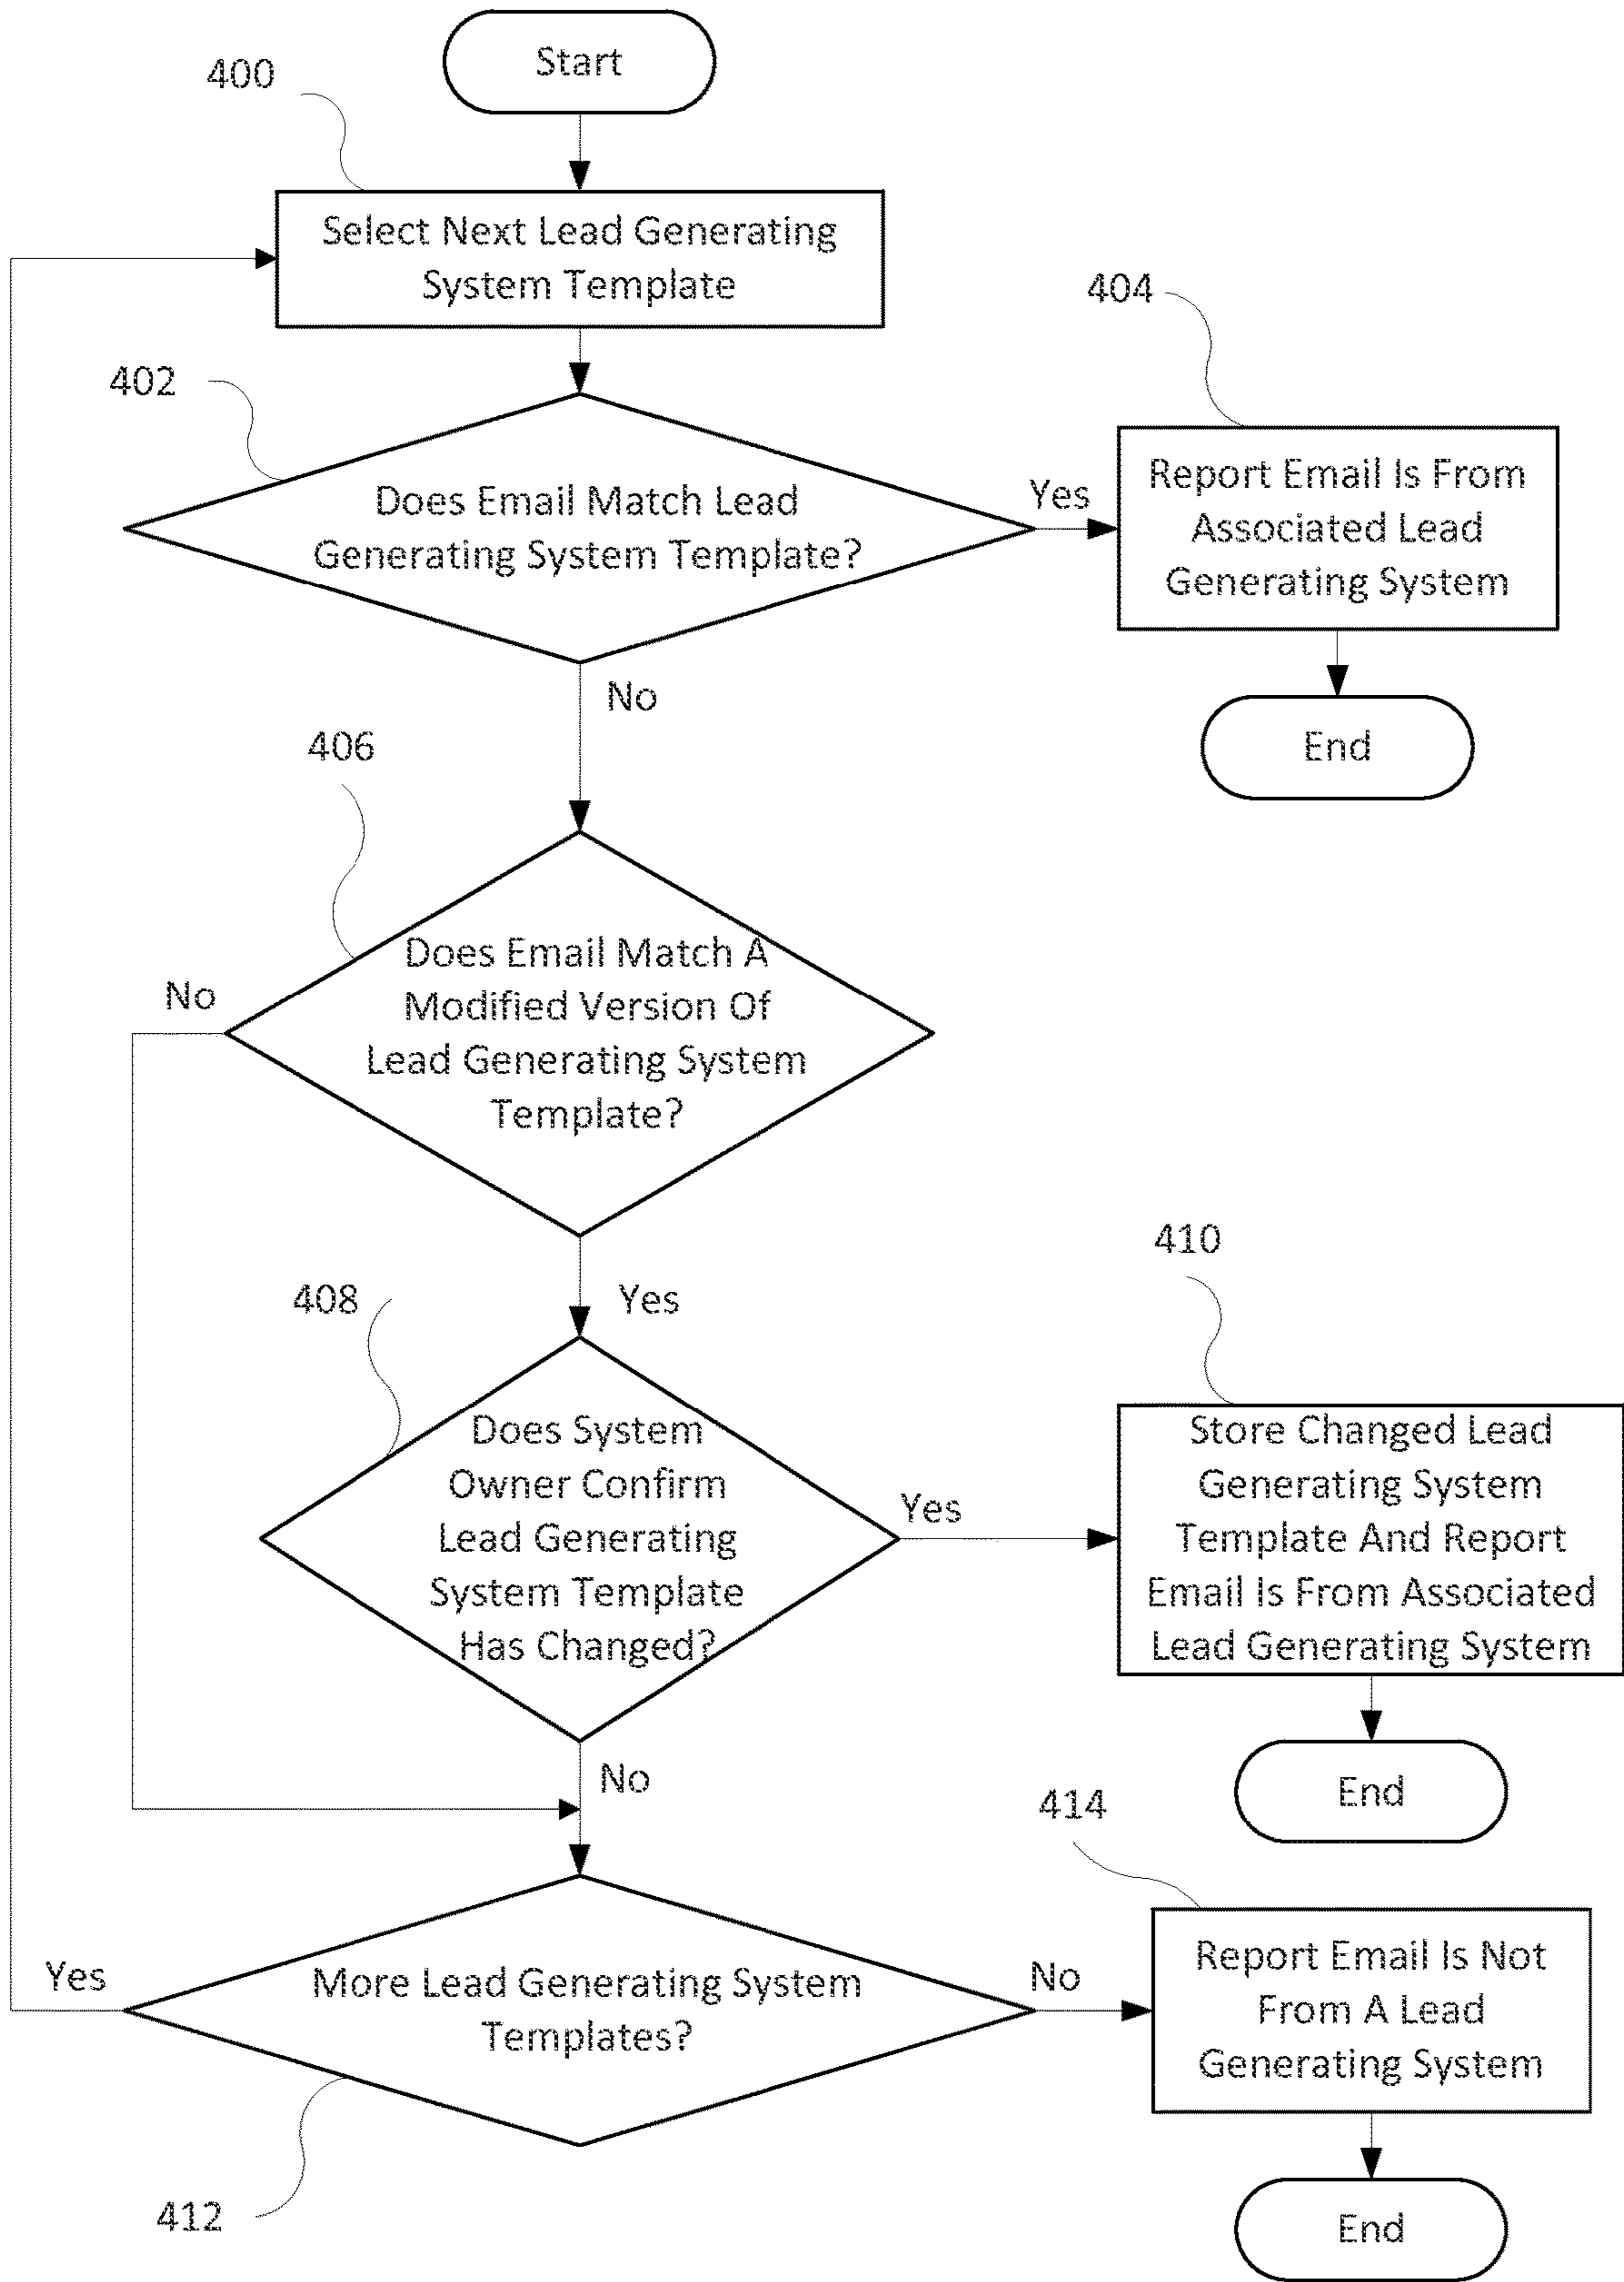 Start
400
Select Next Lead Generating
System Template
402
Does Email Match Lead
Generating System Template?
Yes
404
Report Email Is From
Associated Lead
Generating System
End
No
406
Does Email Match A
Modified Version Of
Lead Generating System
Template?
No
Yes
408
Does System
Owner Confirm
Lead Generating
System Template
Has Changed?
Yes
410
Store Changed Lead
Generating System
Template And Report
Email Is From Associated
Lead Generating System
End
No
412
More Lead Generating System
Templates?
Yes
No
414
Report Email Is Not
From A Lead
Generating System
End